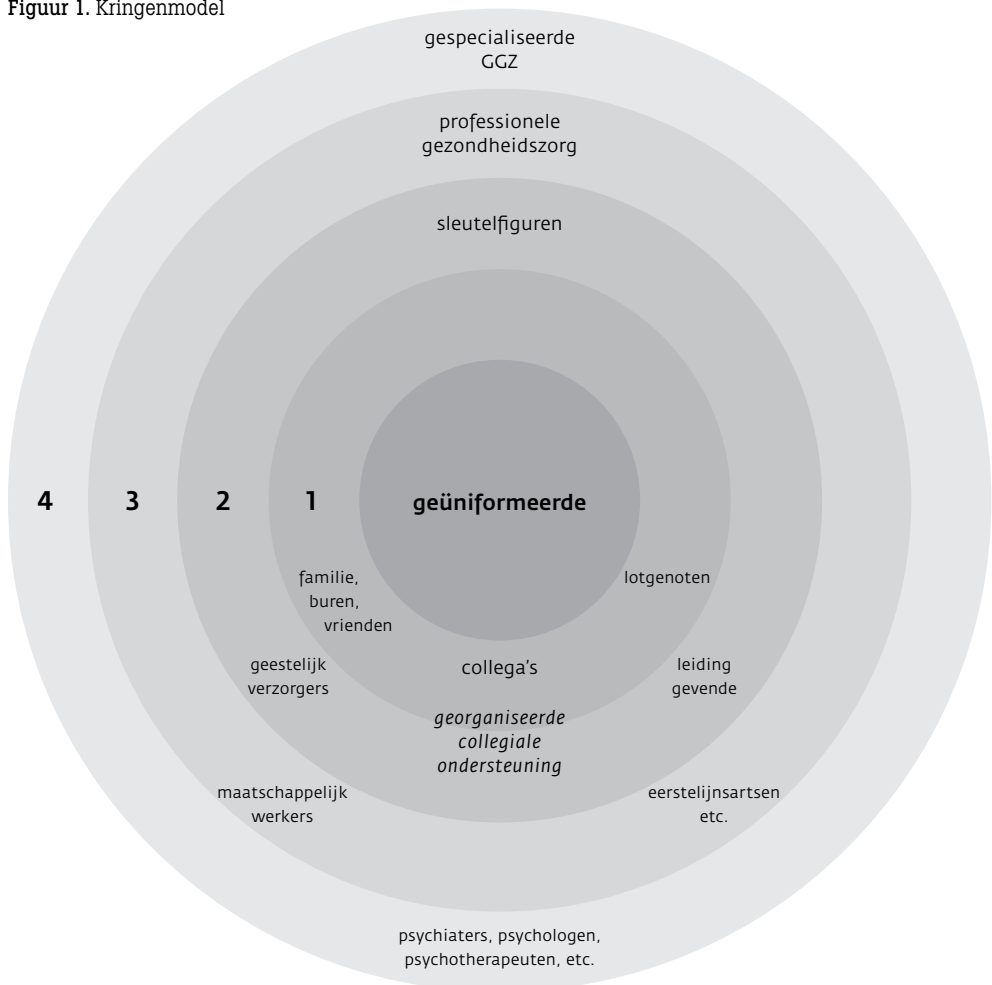 Figuur 1. Kringenmodel
gespecialiseerde
GGZ
professionele
gezondheidszorg
sleutelfiguren
4 3 2 1 geüniformeerde
familie,
buren,
vrienden
lotgenoten
geestelijk
verzorgers
collega's
leiding
gevende
georganiseerde
collegiale
ondersteuning
maatschappelijk
werkers
eerstelijnsartsen
etc.
psychiaters, psychologen,
psychotherapeuten, etc.